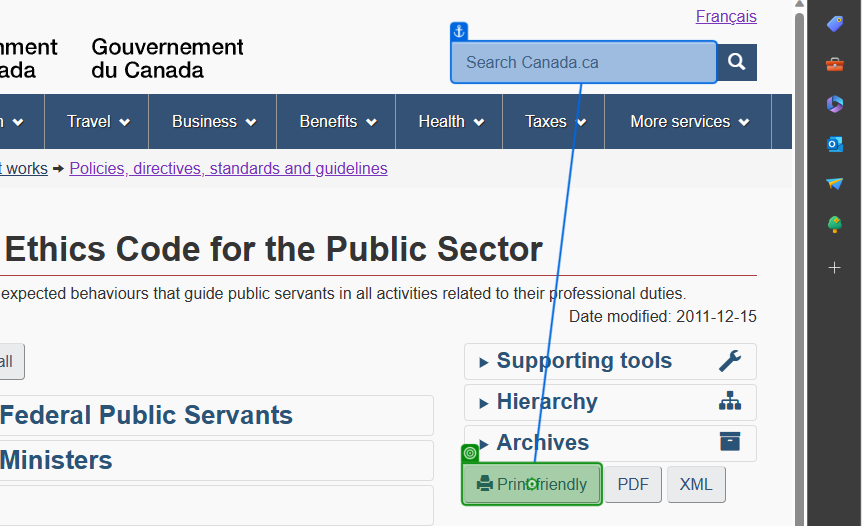 Français
Gouvernement
du Canada
Search Canada.ca
Travel Business Benefits Health Taxes More services
works Policies, directives, standards and guidelines
Ethics Code for the Public Sector
expected behaviours that guide public servants in all activities related to their professional duties.
Date modified: 2011-12-15
all
Supporting tools
Federal Public Servants
Hierarchy
Archives
Ministers
Print-friendly PDF XML